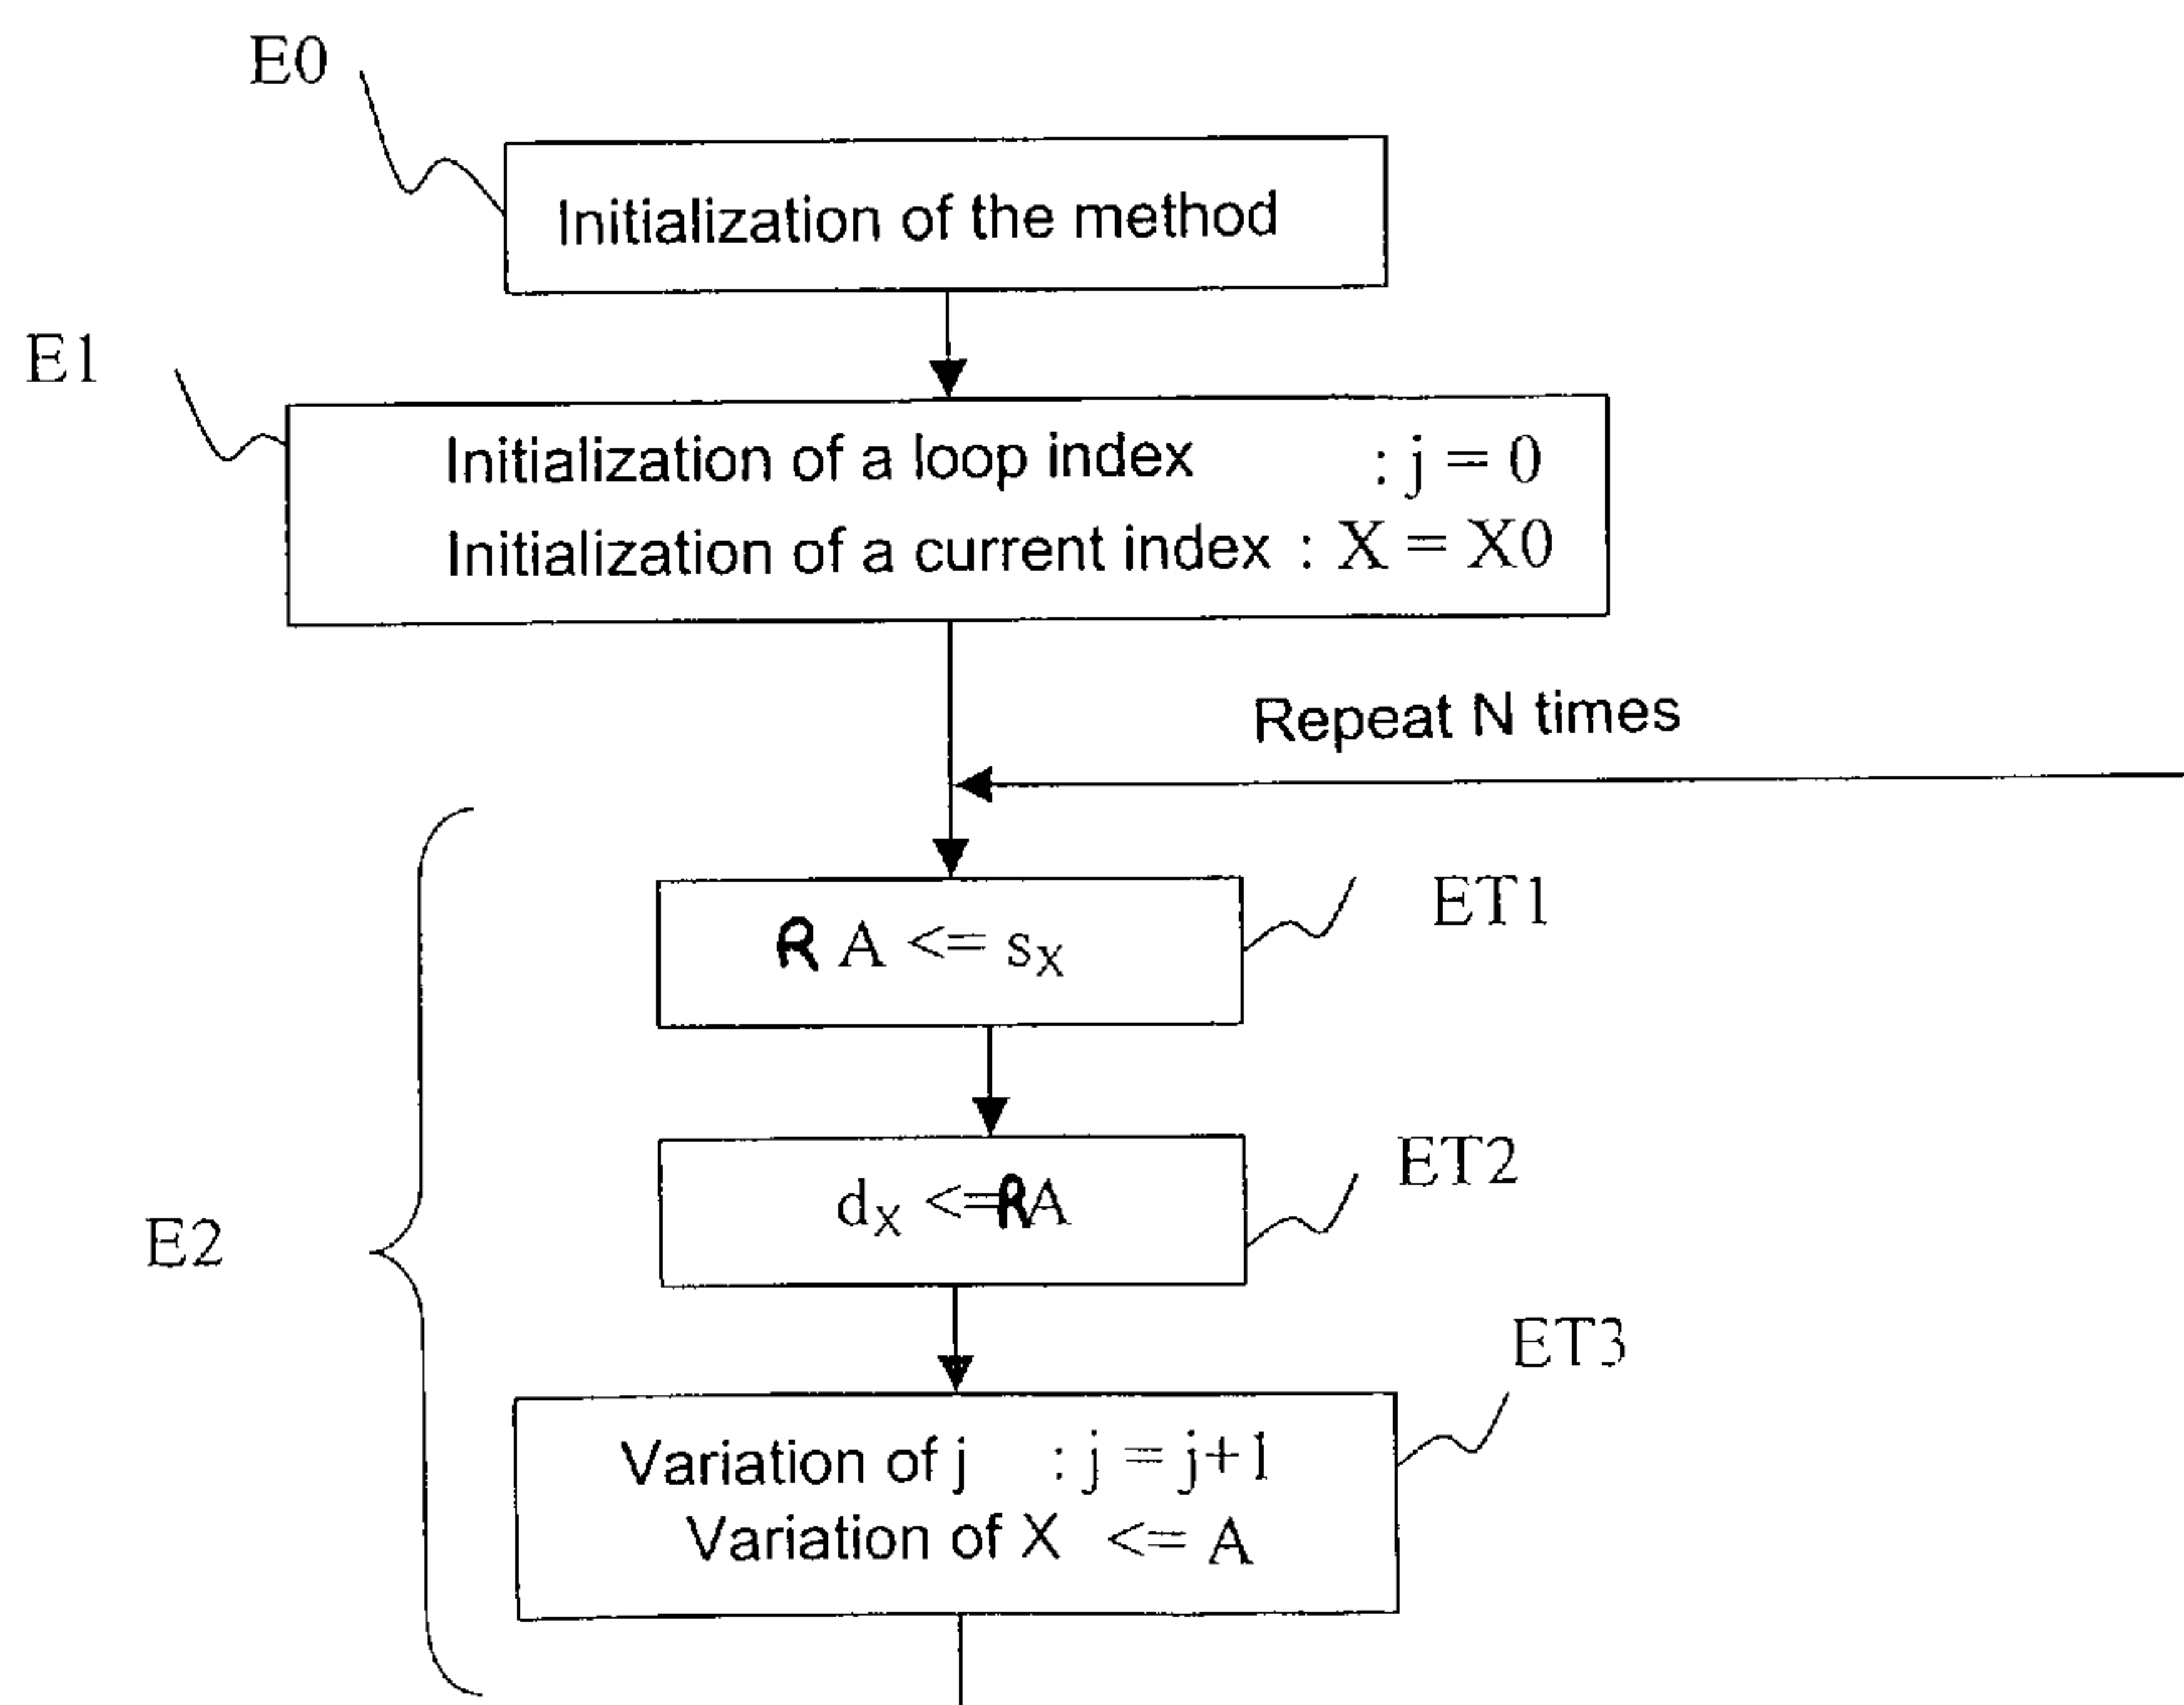 E0
Initialization of the method
E1
Initialization of a loop index : j = 0
Initialization of a current index : X = X0
Repeat N times
ET1
R A <= sX
ET2
dX <=RA
E2
ET3
Variation of j : j = j+1
Variation of X <= A